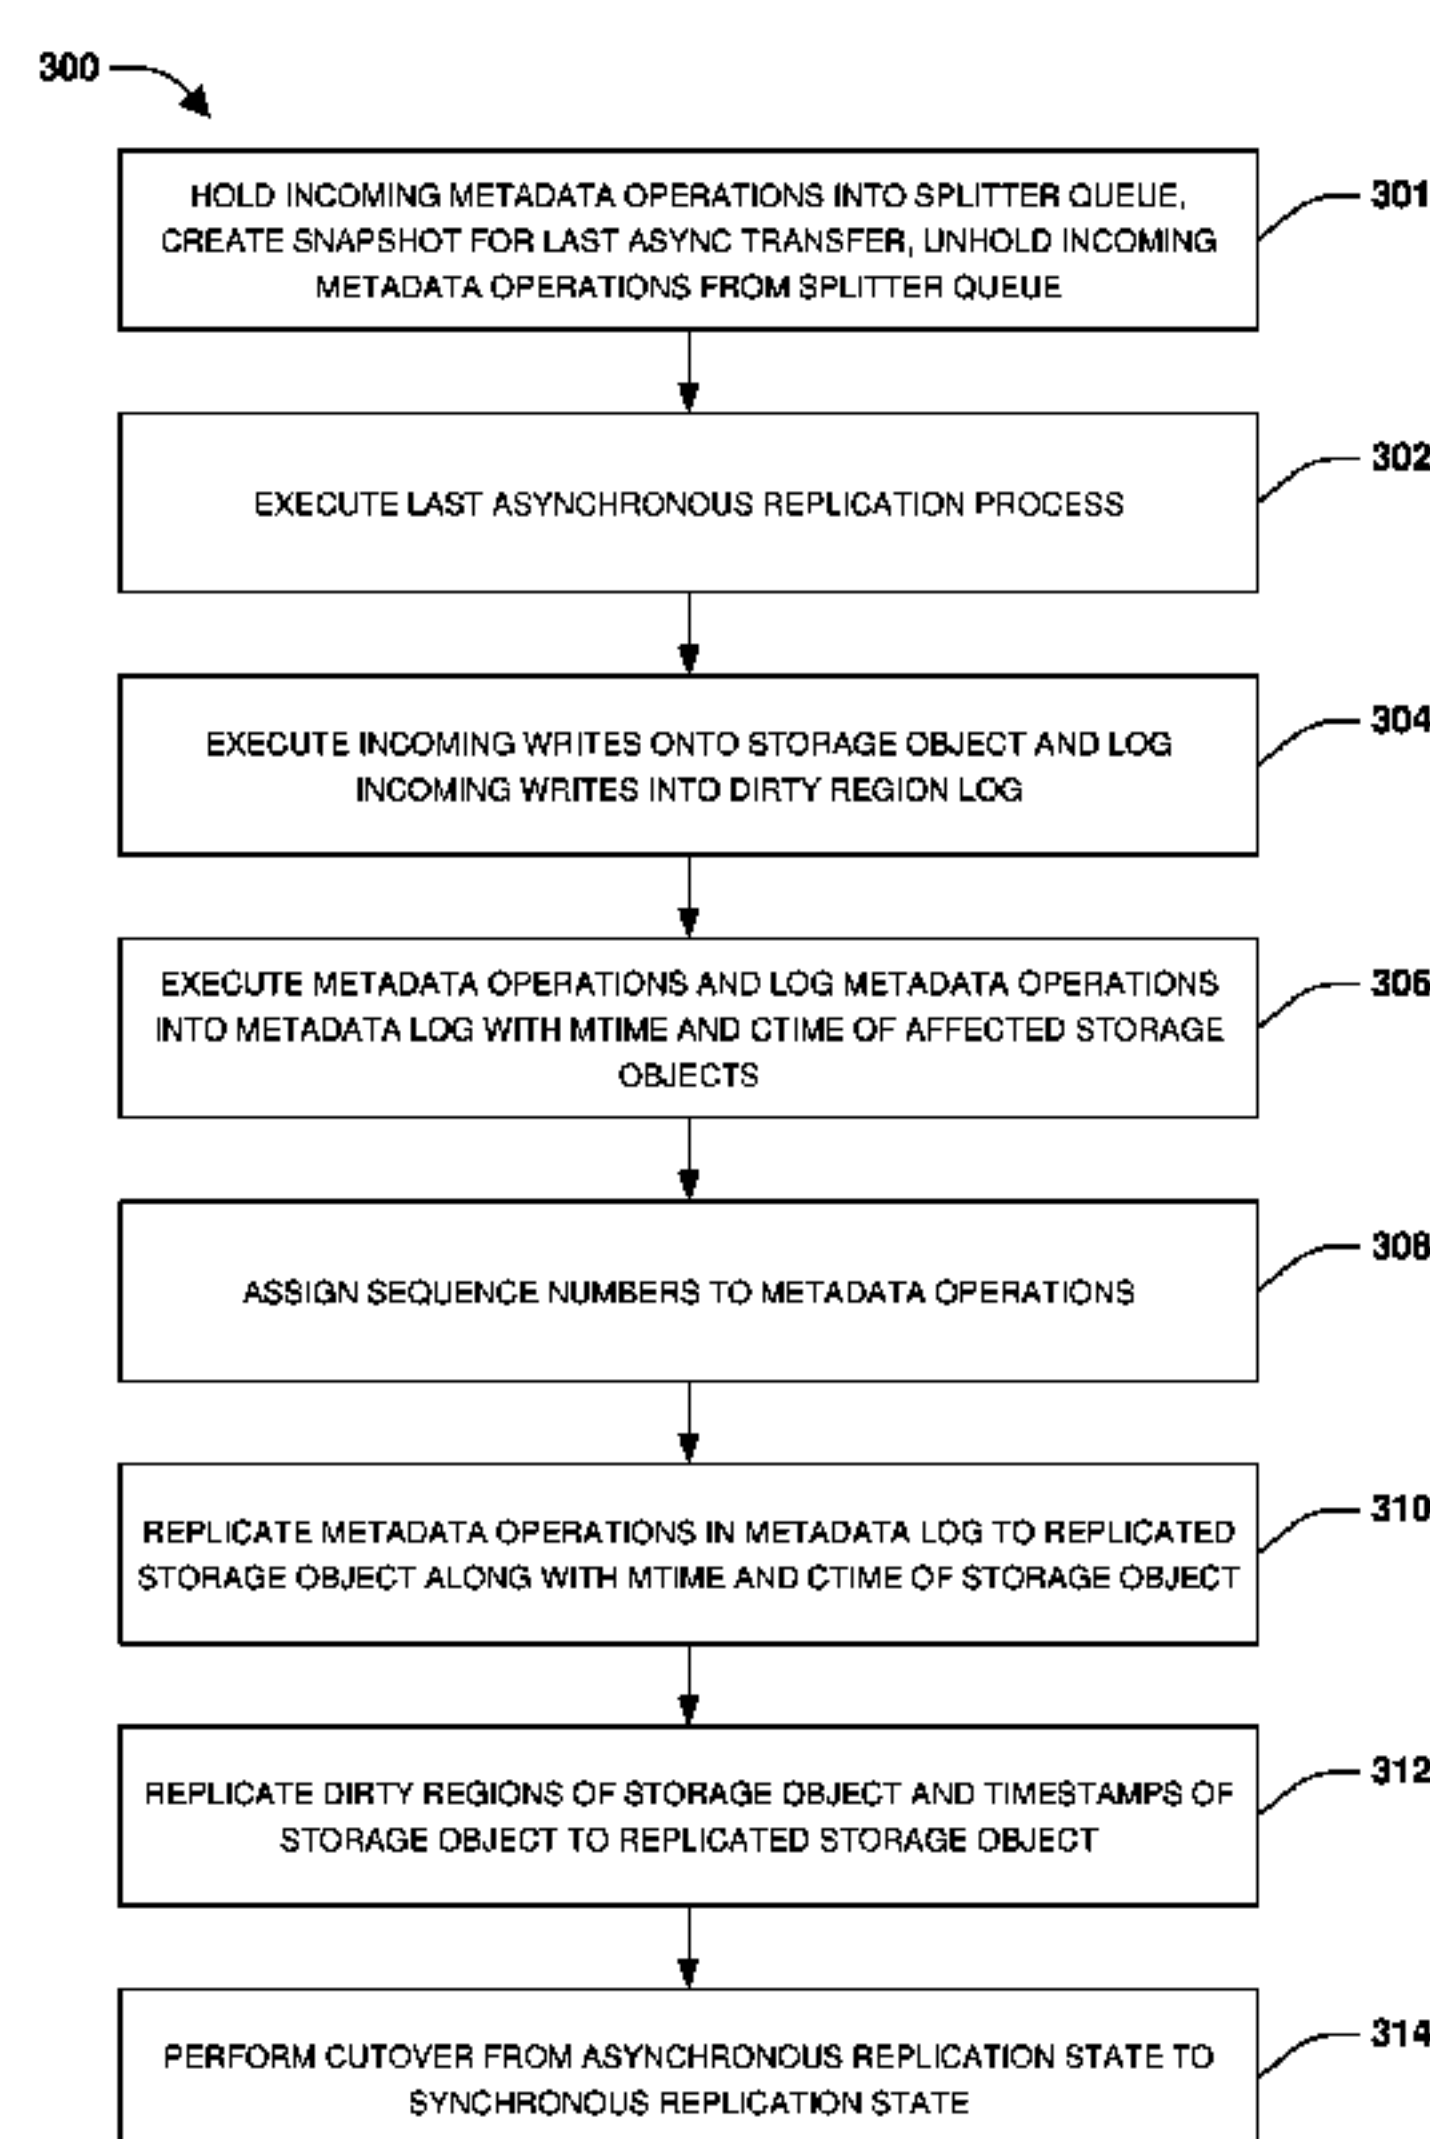 300
HOLD INCOMING METADATA OPERATIONS INTO SPLITTER QUEUE,
CREATE SNAPSHOT FOR LAST ASYNC TRANSFER, UNHOLD INCOMING
METADATA OPERATIONS FROM SPLITTER QUEUE
301
EXECUTE LAST ASYNCHRONOUS REPLICATION PROCESS
302
EXECUTE INCOMING WRITES ONTO STORAGE OBJECT AND LOG
INCOMING WRITES INTO DIRTY REGION LOG
304
EXECUTE METADATA OPERATIONS AND LOG METADATA OPERATIONS
INTO METADATA LOG WITH MTIME AND CTIME OF AFFECTED STORAGE
OBJECTS
306
ASSIGN SEQUENCE NUMBERS TO METADATA OPERATIONS
308
REPLICATE METADATA OPERATIONS IN METADATA LOG TO REPLICATED
STORAGE OBJECT ALONG WITH MTIME AND CTIME OF STORAGE OBJECT
310
REPLICATE DIRTY REGIONS OF STORAGE OBJECT AND TIMESTAMPS OF
STORAGE OBJECT TO REPLICATED STORAGE OBJECT
312
PERFORM CUTOVER FROM ASYNCHRONOUS REPLICATION STATE TO
SYNCHRONOUS REPLICATION STATE
314